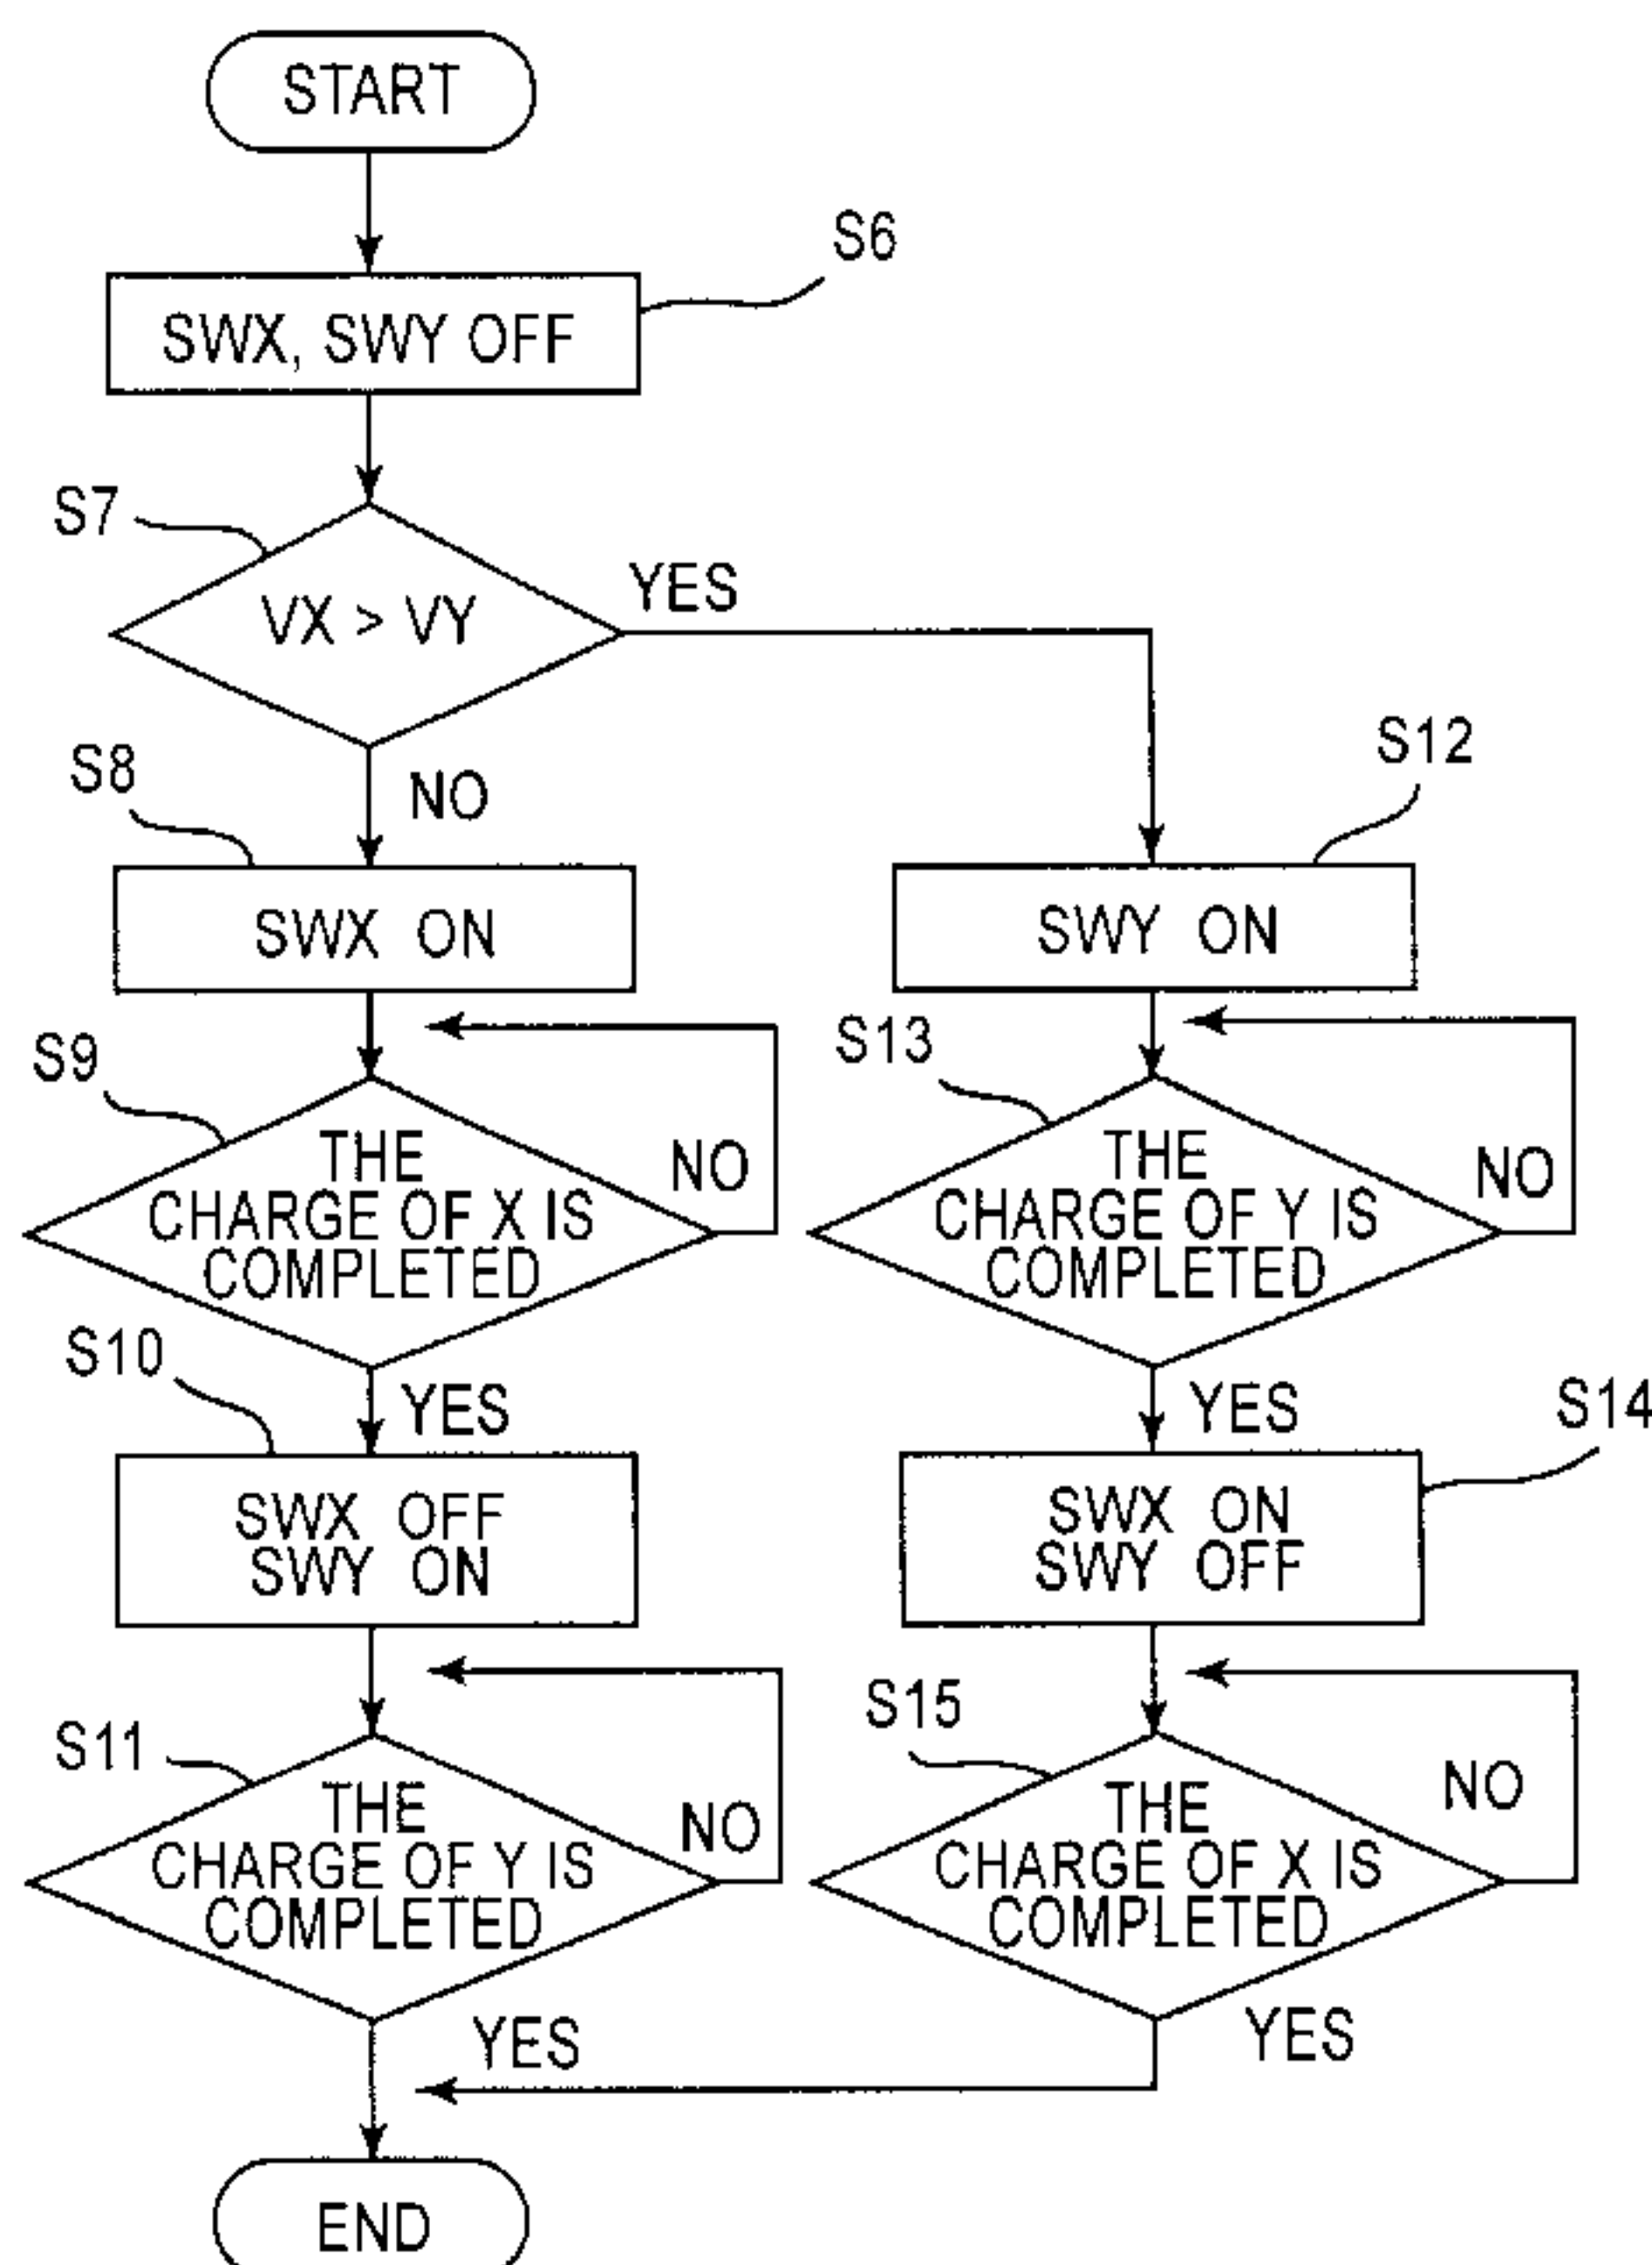 START
S6
SWX, SWY OFF
S7
VX > VY
YES
NO
S8
SWX ON
S12
SWY ON
S9
THE
CHARGE OF X IS
COMPLETED
NO
S13
THE
CHARGE OF Y IS
COMPLETED
NO
S10
YES
SWX OFF
SWY ON
YES
S14
SWX ON
SWY OFF
S11
THE
CHARGE OF Y IS
COMPLETED
NO
S15
THE
CHARGE OF X IS
COMPLETED
NO
YES
YES
END